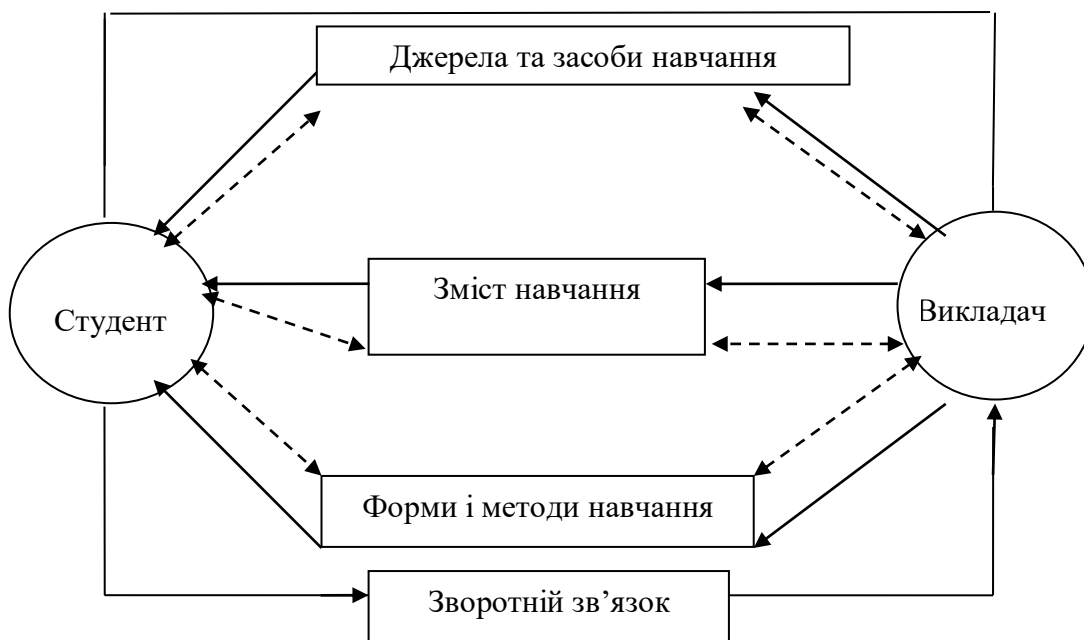 Джерела та засоби навчання
Зміст навчання
Студент
Викладач
Форми і методи навчання
Зворотній зв’язок